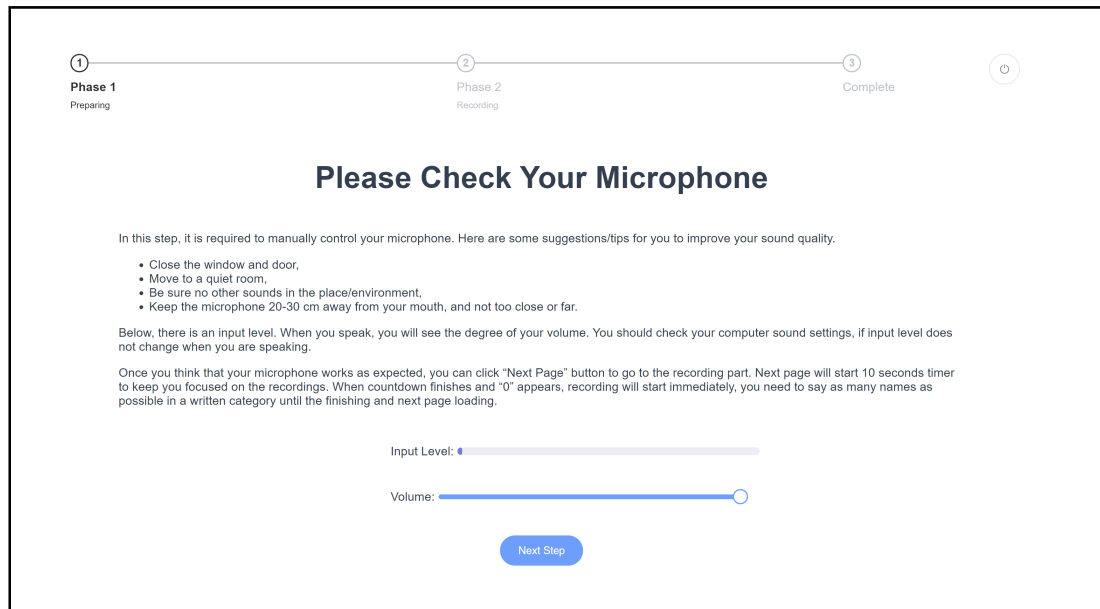 1
2
3
Phase 1
Phase 2
Complete
Preparing
Recording
Please Check Your Microphone
In this step, it is required to manually control your microphone. Here are some suggestions/tips for you to improve your sound quality.
• Close the window and door,
• Move to a quiet room,
• Be sure no other sounds in the place/environment,
• Keep the microphone 20-30 cm away from your mouth, and not too close or far.
Below, there is an input level. When you speak, you will see the degree of your volume. You should check your computer sound settings, if input level does
not change when you are speaking.
Once you think that your microphone works as expected, you can click “Next Page” button to go to the recording part. Next page will start 10 seconds timer
to keep you focused on the recordings. When countdown finishes and “0” appears, recording will start immediately, you need to say as many names as
possible in a written category until the finishing and next page loading.
Input Level:
Volume:
Next Step